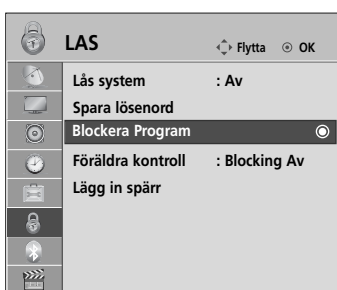 LAS Flytta OK
Lås system : Av
Spara lösenord
Blockera Program
Föräldra kontroll : Blocking Av
Lägg in spärr